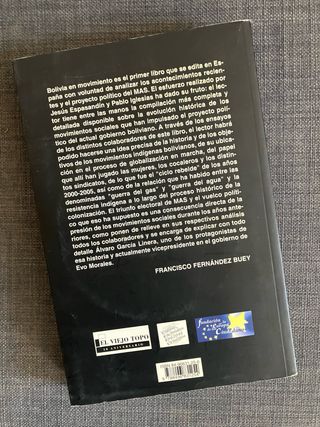 Bolivia en movimiento es el primer libro que se edita en Es-
paña con voluntad de analizar los acontecimientos recien-
tes y el proyecto político del MAS. El esfuerzo realizado por
Jesús Espasandín y Pablo Iglesias ha dado su fruto: el lec-
tor tiene entre las manos la compilación más completa y
detallada disponible sobre la evolución histórica de los
movimientos sociales que han impulsado el proyecto polí-
tico del actual gobierno boliviano. A través de los ensayos
de los distintos colaboradores de este libro, el lector habrá
podido hacerse una idea precisa de la historia y de los obje-
tivos de los movimientos indígenas bolivianos, de su ubica-
ción en el proceso de globalización en marcha, del papel
que allí han jugado las mujeres, los cocaleros y los distin-
tos sindicatos, de lo que fue el "ciclo rebelde" de los años
2000-2005, así como de la relación que ha habido entre las
denominadas "guerra del gas" y "guerra del agua" y la
resistencia indígena a lo largo del proceso histórico de la
colonización. El triunfo electoral de MAS y el vuelco políti-
co que eso ha supuesto es una consecuencia directa de la
presión de los movimientos sociales durante los años ante-
riores, como ponen de relieve en sus respectivos análisis
todos los colaboradores y se encarga de explicar con todo
detalle Álvaro García Linera, uno de los protagonistas de
esa historia y actualmente vicepresidente en el gobierno de
Evo Morales.
FRANCISCO FERNÁNDEZ BUEY
EL VIEJO TOPO